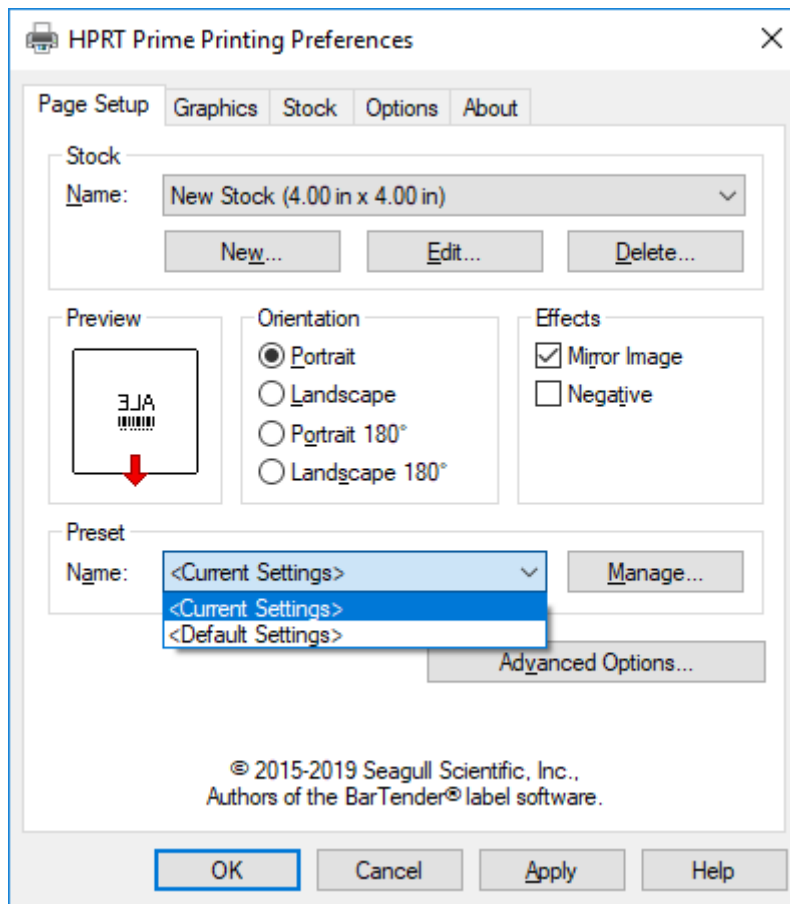 HPRT Prime Printing Preferences
Page Setup Graphics Stock Options About
Stock
Name: New Stock (4.00 in x 4.00 in)
New... Edit... Delete...
Preview Orientation Effects
ALE
Portrait
Landscape
Portrait 180°
Landscape 180°
Mirror Image
Negative
Preset
Name: <Current Settings> Manage...
<Current Settings>
<Default Settings>
Advanced Options...
© 2015-2019 Seagull Scientific, Inc.,
Authors of the BarTender® label software.
OK Cancel Apply Help